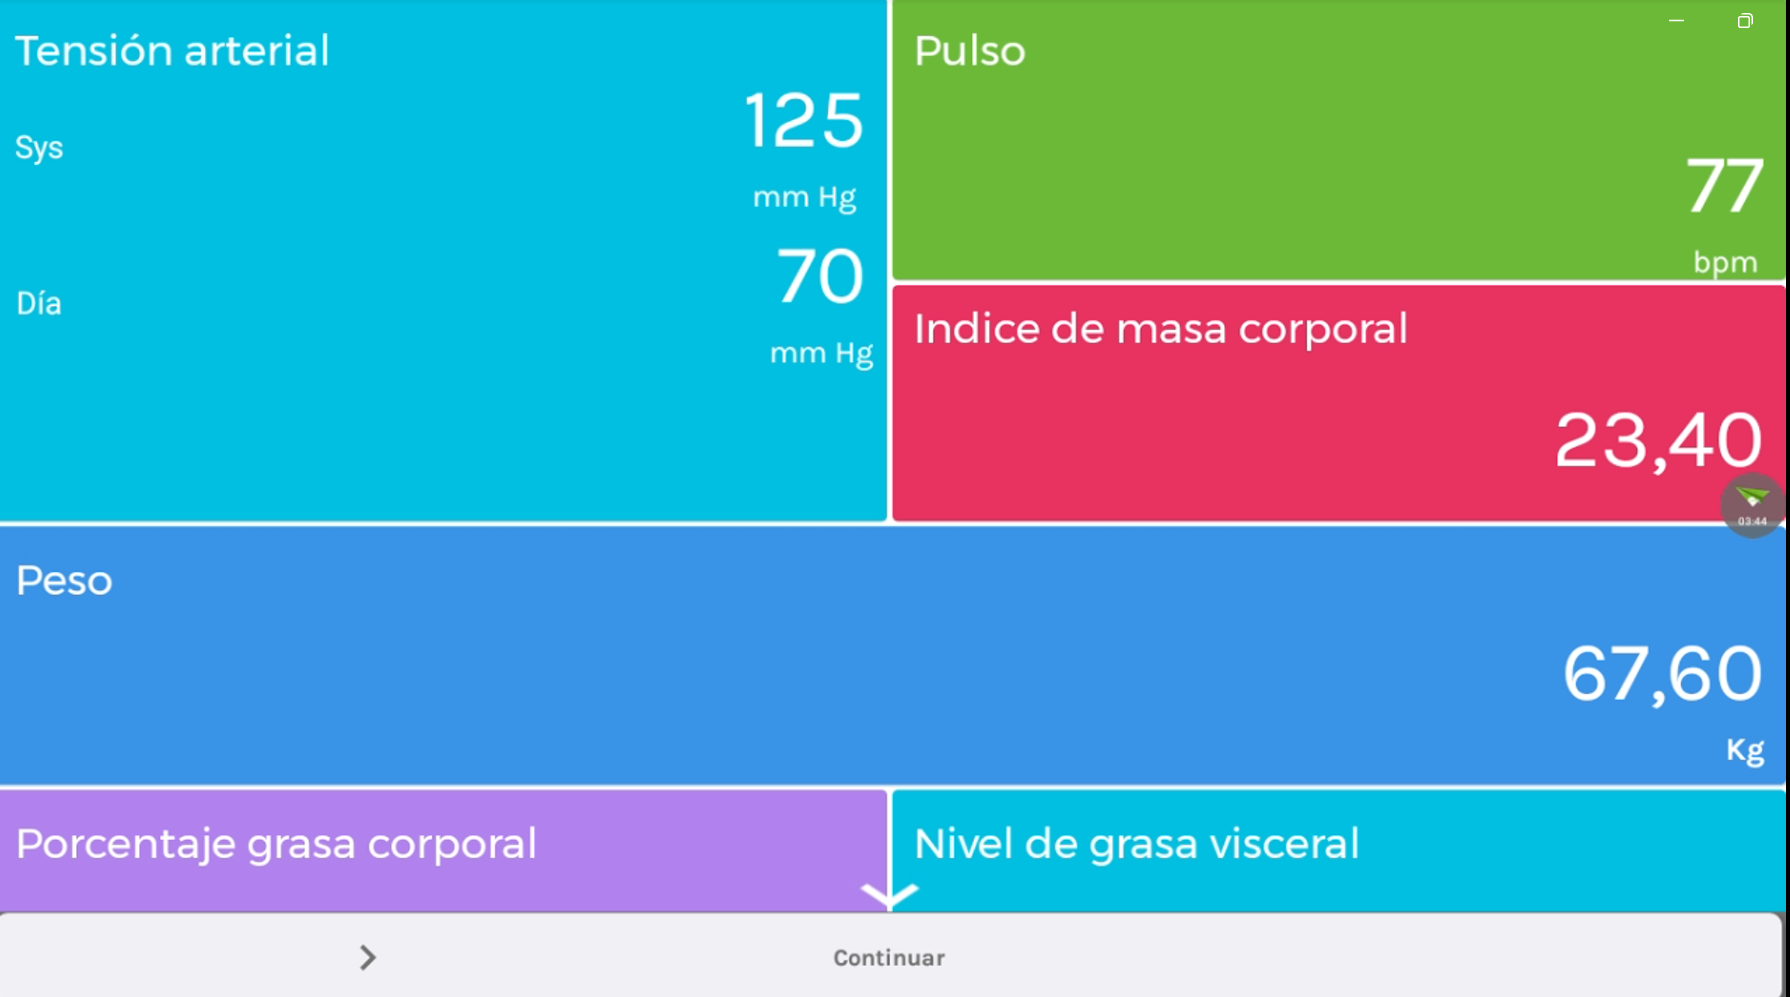 Tensión arterial
Sys
125
mm Hg
Día
70
mm Hg
Pulso
77
bpm
Indice de masa corporal
23,40
03:44
Peso
67,60
Kg
Porcentaje grasa corporal
Nivel de grasa visceral
Continuar